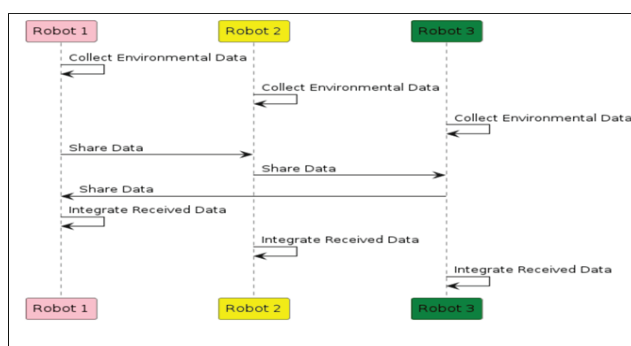 Robot 1 Robot 2 Robot 3
Collect Environmental Data
Collect Environmental Data
Collect Environmental Data
Share Data
Share Data
Share Data
Integrate Received Data
Integrate Received Data
Integrate Received Data
Robot 1 Robot 2 Robot 3